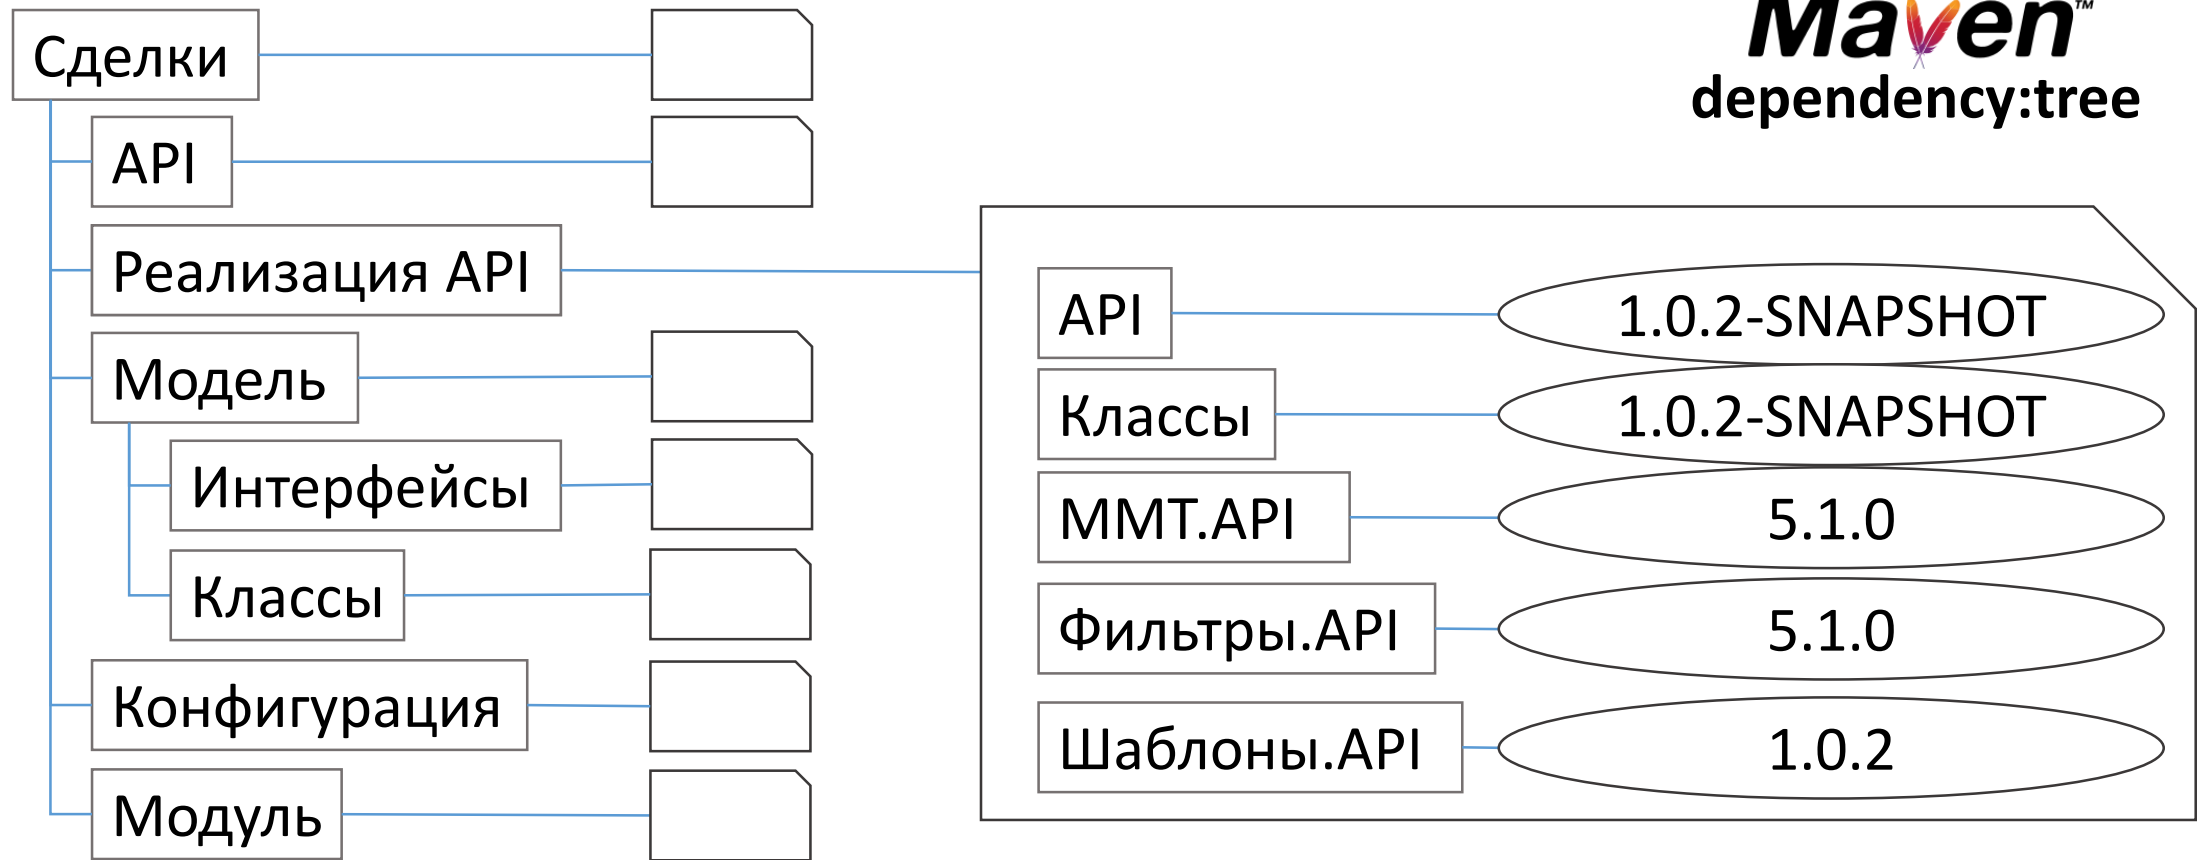 Maven™
dependency:tree
Сделки
API
Реализация API
Модель
Интерфейсы
Классы
Конфигурация
Модуль
API 1.0.2-SNAPSHOT
Классы 1.0.2-SNAPSHOT
ММТ.API 5.1.0
Фильтры.API 5.1.0
Шаблоны.API 1.0.2